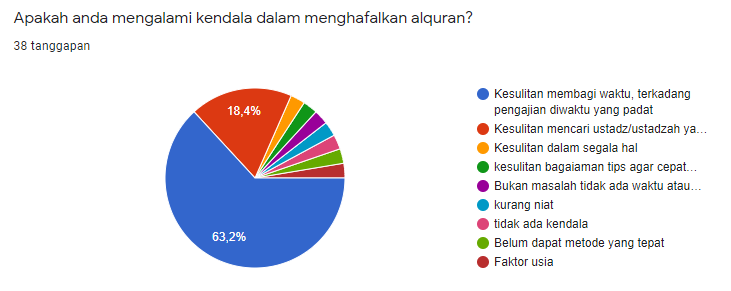 Apakah anda mengalami kendala dalam menghafalkan alquran?
38 tanggapan
18,4%
63,2%
Kesulitan membagi waktu, terkadang
pengajian diwaktu yang padat
Kesulitan mencari ustadz/ustadzah ya...
Kesulitan dalam segala hal
kesulitan bagaiaman tips agar cepat...
Bukan masalah tidak ada waktu atau...
kurang niat
tidak ada kendala
Belum dapat metode yang tepat
Faktor usia